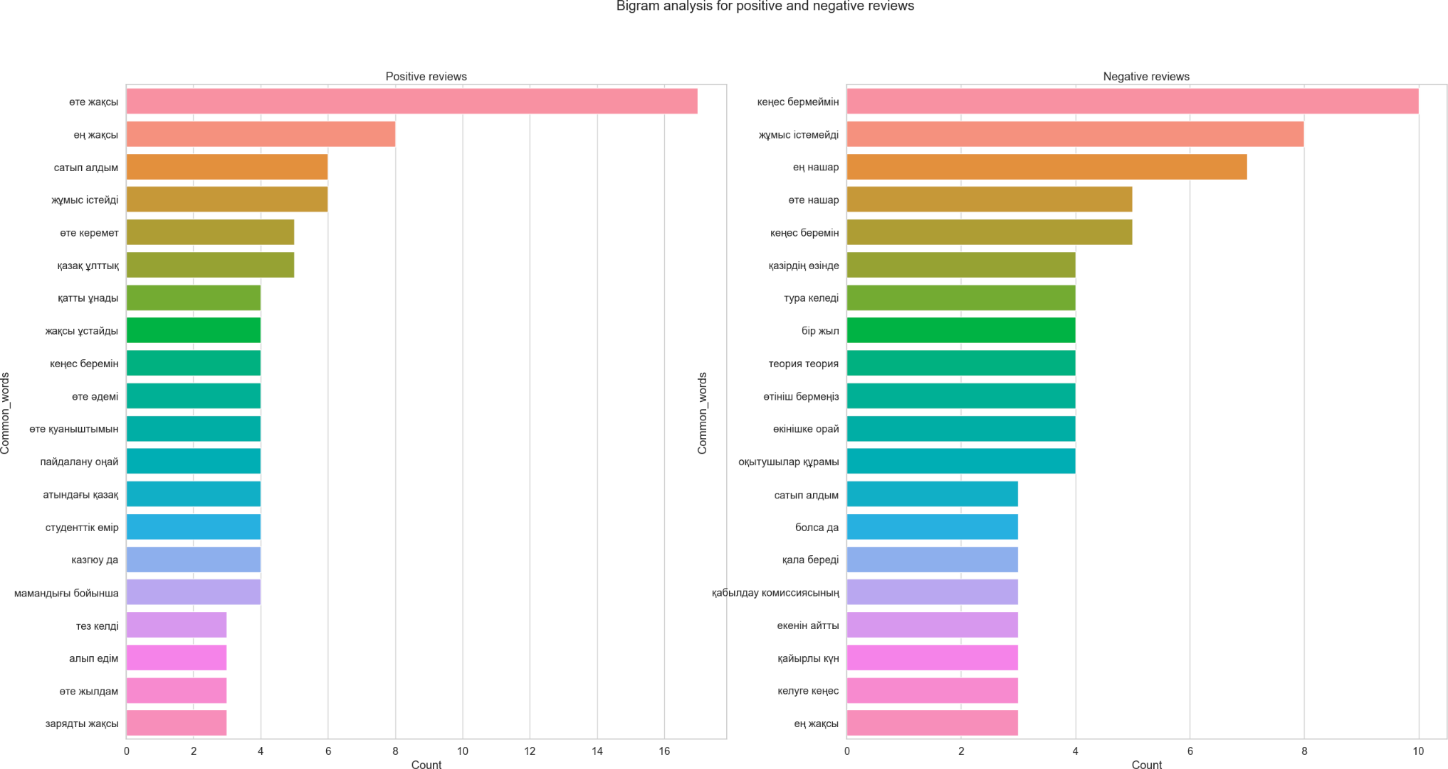 Bigram analysis for positive and negative reviews
Positive reviews
өте жақсы
ең жақсы
сатып алдым
жұмыс істейді
өте керемет
қазақ ұлттық
қатты ұнады
жақсы ұстайды
кеңес беремін
өте әдемі
өте қуаныштымын
пайдалану оңай
атындағы қазақ
студенттік өмір
казгюу да
мамандығы бойынша
тез келді
алып едім
өте жылдам
зарядты жақсы
Common_words
0 2 4 6 8 10 12 14 16
Count
Negative reviews
кеңес бермеймін
жұмыс істемейді
ең нашар
өте нашар
кеңес беремін
қазірдің өзінде
тура келеді
бір жыл
теория теория
өтініш бермеңіз
өкінішке орай
оқытушылар құрамы
сатып алдым
болса да
қала береді
қабылдау комиссиясының
екенін айтты
қайырлы күн
келуге кеңес
ең жақсы
Common_words
0 2 4 6 8 10
Count